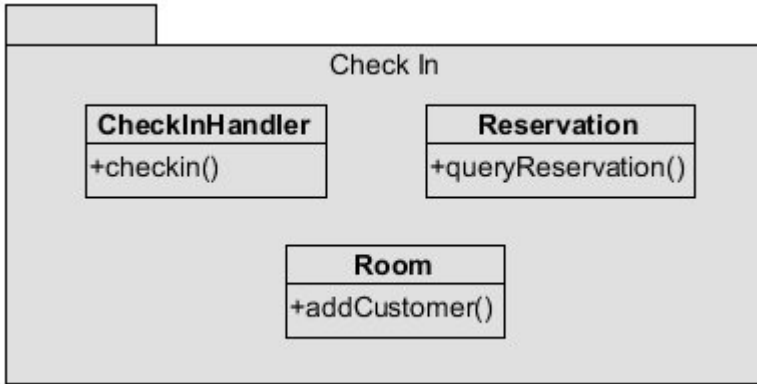 Check In
CheckInHandler
+checkin()
Reservation
+queryReservation()
Room
+addCustomer()